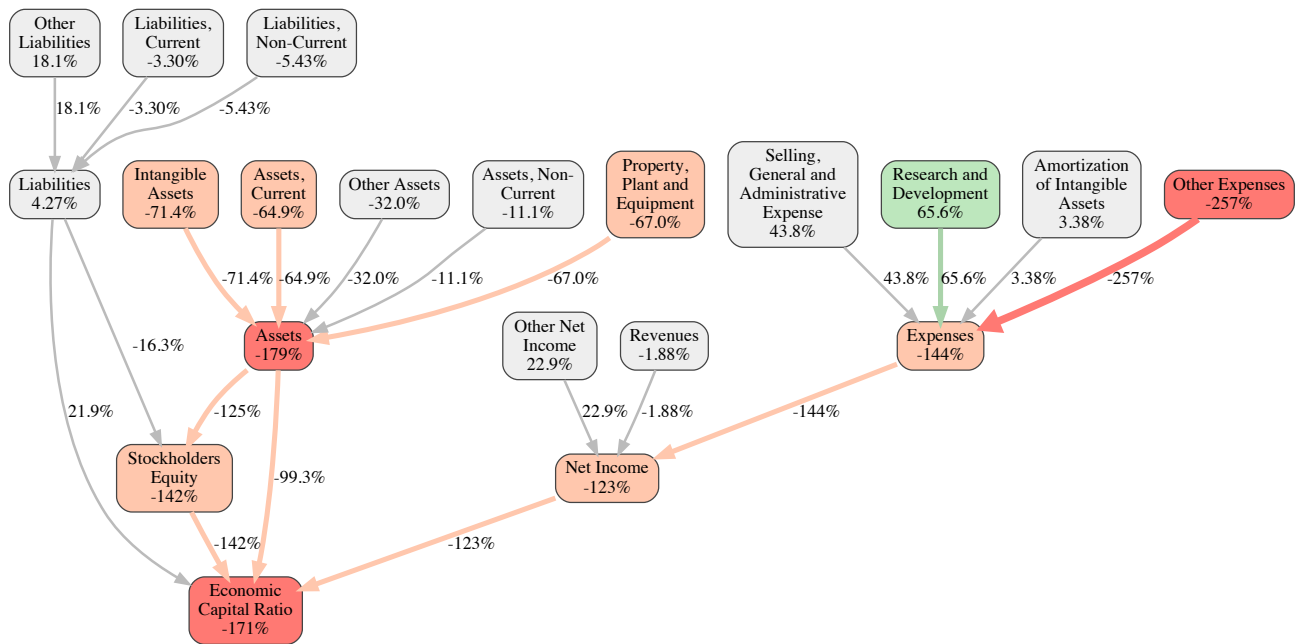 Other
Liabilities
18.1%
Liabilities,
Current
-3.30%
Liabilities,
Non-Current
-5.43%
18.1%
-3.30%
-5.43%
Liabilities
4.27%
Intangible
Assets
-71.4%
Assets,
Current
-64.9%
Other Assets
-32.0%
Assets, Non-
Current
-11.1%
Property,
Plant and
Equipment
-67.0%
Selling,
General and
Administrative
Expense
43.8%
Research and
Development
65.6%
Amortization
of Intangible
Assets
3.38%
Other Expenses
-257%
-71.4%
-64.9%
-32.0%
-11.1%
-67.0%
43.8%
65.6%
3.38%
-257%
-16.3%
Assets
-179%
Other Net
Income
22.9%
Revenues
-1.88%
Expenses
-144%
21.9%
-125%
22.9%
-1.88%
-144%
Stockholders
Equity
-142%
-99.3%
Net Income
-123%
-142%
-123%
Economic
Capital Ratio
-171%